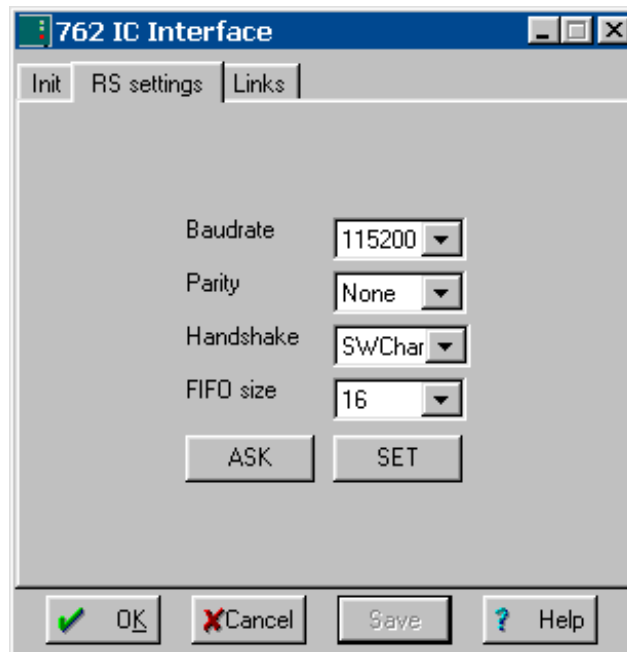 762 IC Interface
Init RS settings Links
Baudrate 115200
Parity None
Handshake SWChar
FIFO size 16
ASK SET
OK Cancel Save ? Help